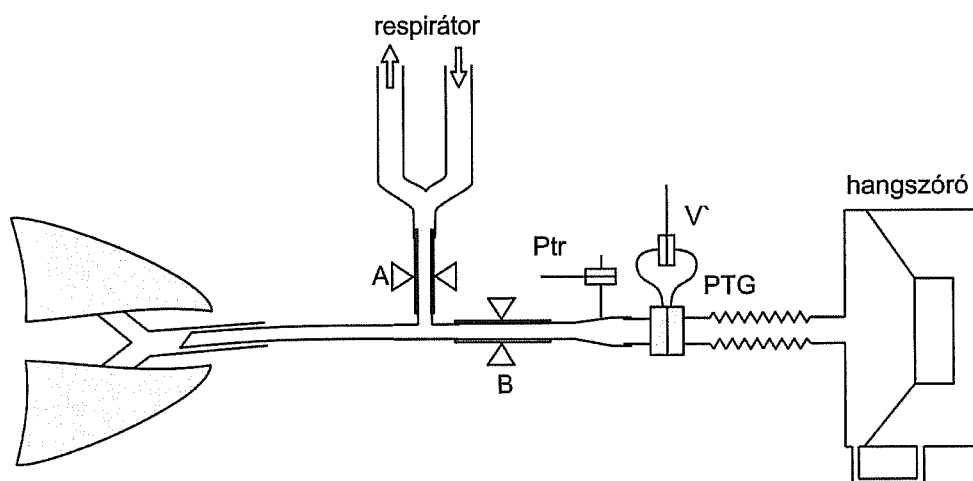 respirátor
hangszóró
V`
Ptr
A
PTG
B